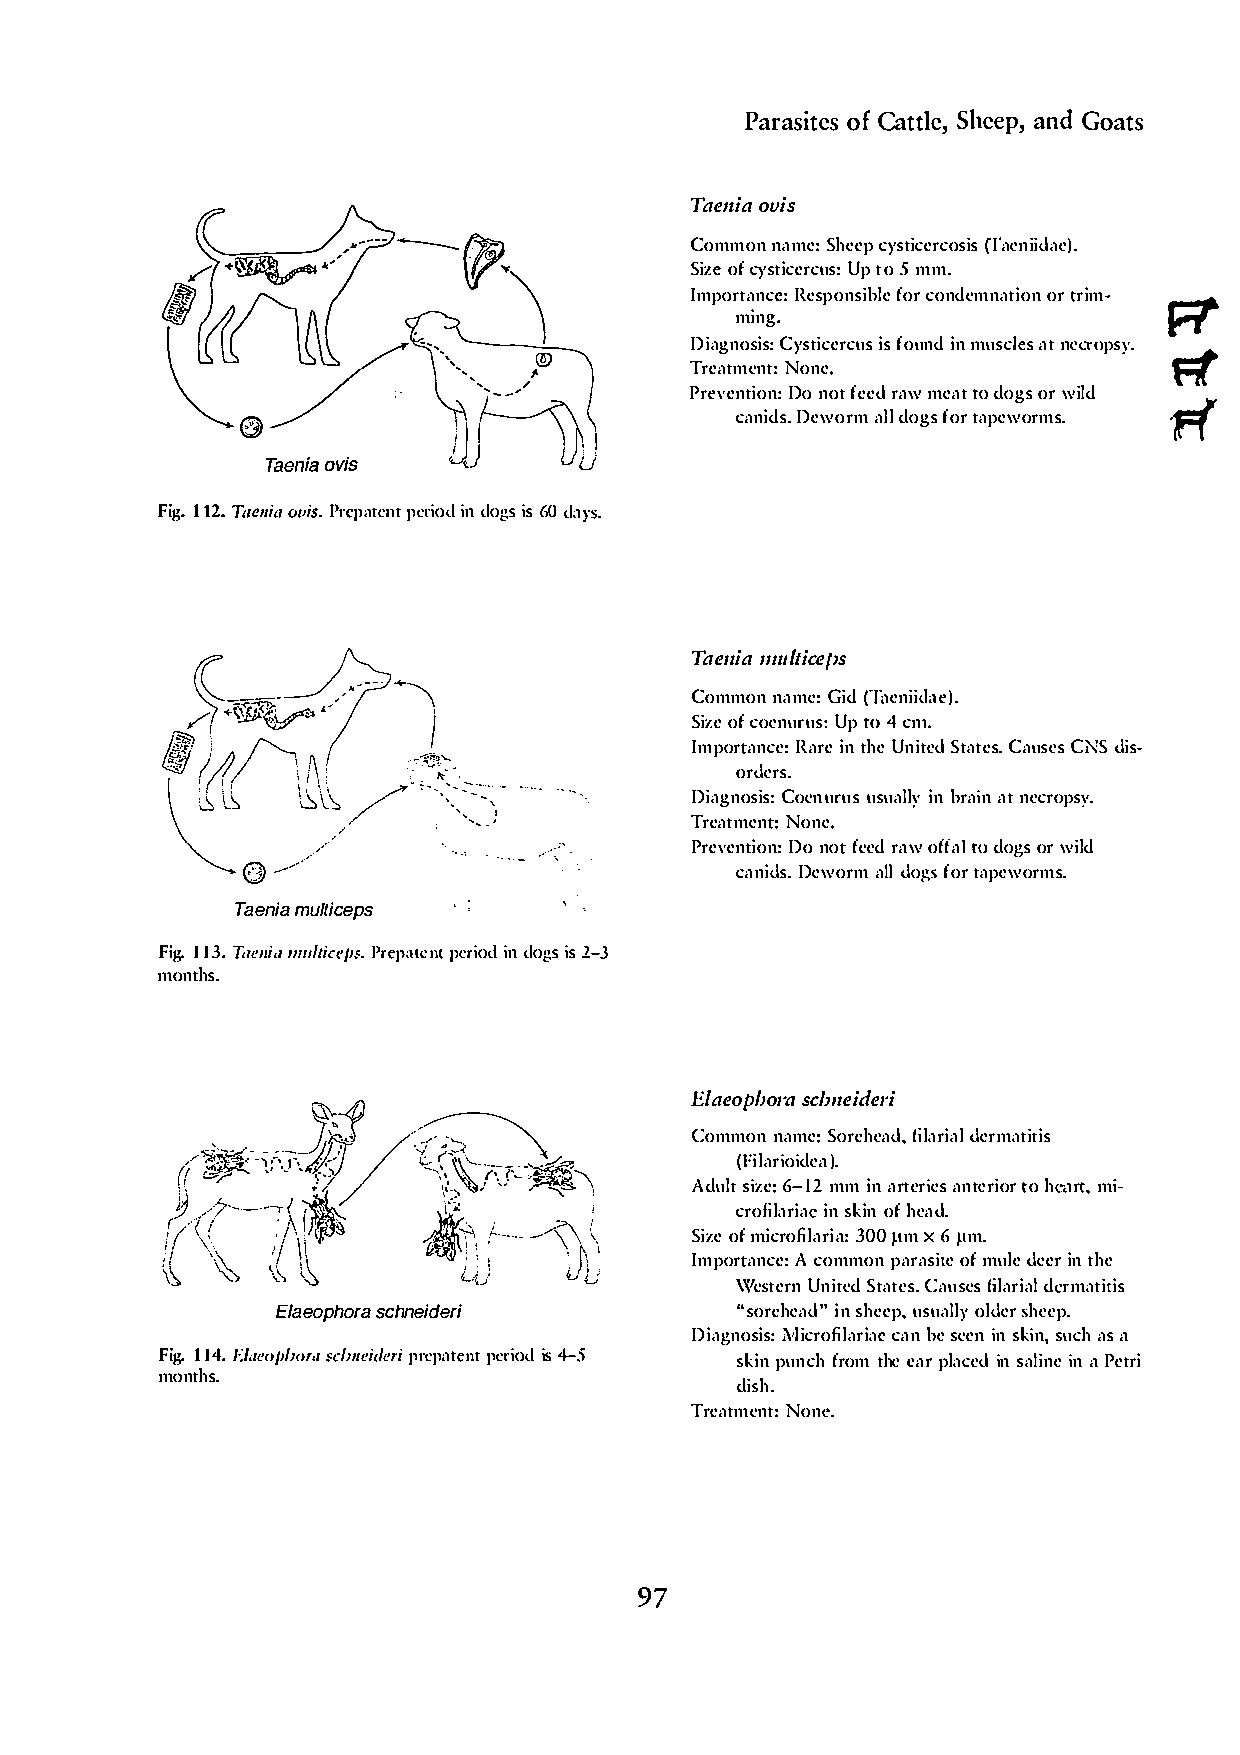 Parasites of Cattle, Sheep, and Goats
Taenia ovis
Common name: Sheep cysticercosis (Taeniidae).
Size of cysticercus: Up to 5 mm.
Importance: Responsible for condemnation or trim-
ming.
Diagnosis: Cysticercus is found in muscles at necropsy.
Treatment: None.
Prevention: Do not feed raw meat to dogs or wild
canids. Deworm all dogs for tapeworms.
Taenia ovis
Fig. 112. Taenia ovis. Prepatent period in dogs is 60 days.
Taenia multiceps
Common name: Gid (Taeniidae).
Size of coenurus: Up to 4 cm.
Importance: Rare in the United States. Causes CNS dis-
orders.
Diagnosis: Coenurus usually in brain at necropsy.
Treatment: None.
Prevention: Do not feed raw offal to dogs or wild
canids. Deworm all dogs for tapeworms.
Taenia multiceps
Fig. 113. Taenia multiceps. Prepatent period in dogs is 2–3
months.
Elaeophora schneideri
Common name: Sorehead, filarial dermatitis
(Filarioidea).
Adult size: 6–12 mm in arteries anterior to heart, mi-
crofilariae in skin of head.
Size of microfilaria: 300 µm × 6 µm.
Importance: A common parasite of mule deer in the
Western United States. Causes filarial dermatitis
“sorehead” in sheep, usually older sheep.
Diagnosis: Microfilariae can be seen in skin, such as a
skin punch from the ear placed in saline in a Petri
dish.
Treatment: None.
Elaeophora schneideri
Fig. 114. Elaeophora schneideri prepatent period is 4–5
months.
97